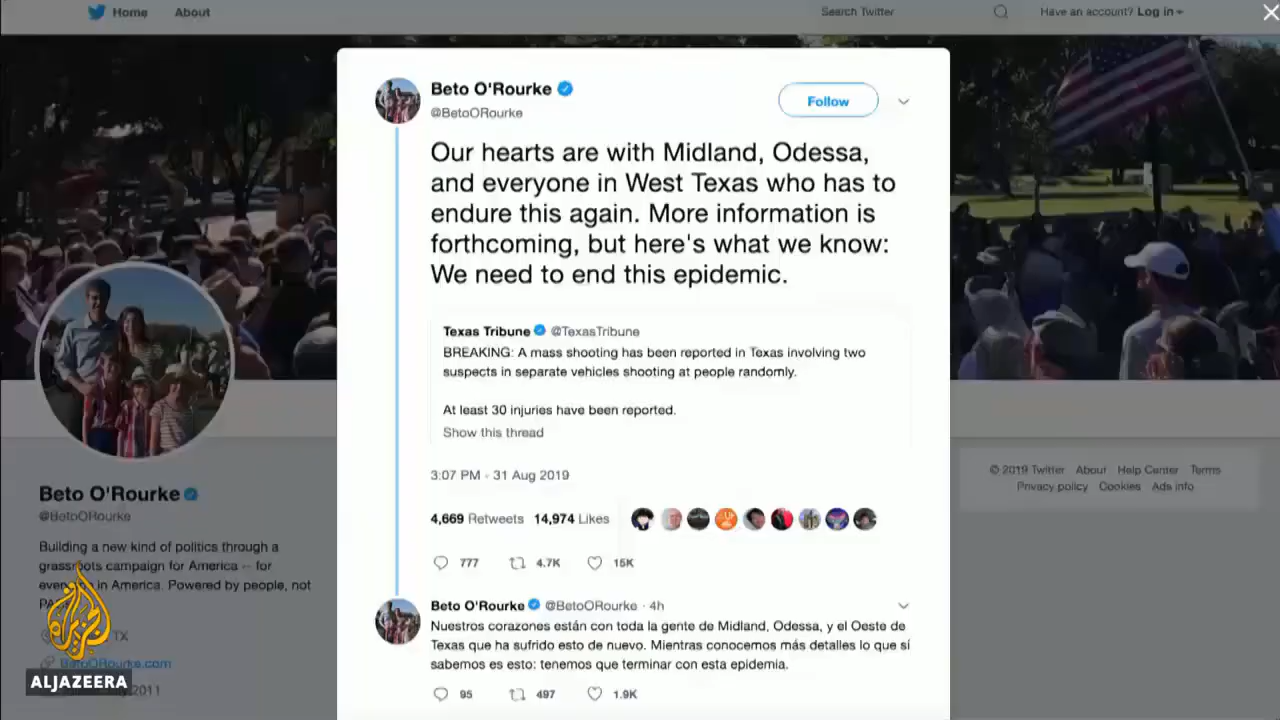 Home About Search Twitter Have an account? Log in
Beto O'Rourke
@BetoORourke
Follow
Our hearts are with Midland, Odessa,
and everyone in West Texas who has to
endure this again. More information is
forthcoming, but here's what we know:
We need to end this epidemic.
Texas Tribune @TexasTribune
BREAKING: A mass shooting has been reported in Texas involving two
suspects in separate vehicles shooting at people randomly.
At least 30 injuries have been reported.
Show this thread
3:07 PM - 31 Aug 2019
4,669 Retweets 14,974 Likes
777 4.7K 15K
Beto O'Rourke @BetoORourke · 4h
Nuestros corazones están con toda la gente de Midland, Odessa, y el Oeste de
Texas que ha sufrido esto de nuevo. Mientras conocemos más detalles lo que sí
sabemos es esto: tenemos que terminar con esta epidemia.
95 497 1.9K
Beto O'Rourke
@BetoORourke
Building a new kind of politics through a
grassroots campaign for America -- for
in America. Powered by people, not
TX
BetoORourke.com
2011
ALJAZEERA
© 2019 Twitter About Help Center Terms
Privacy policy Cookies Ads info